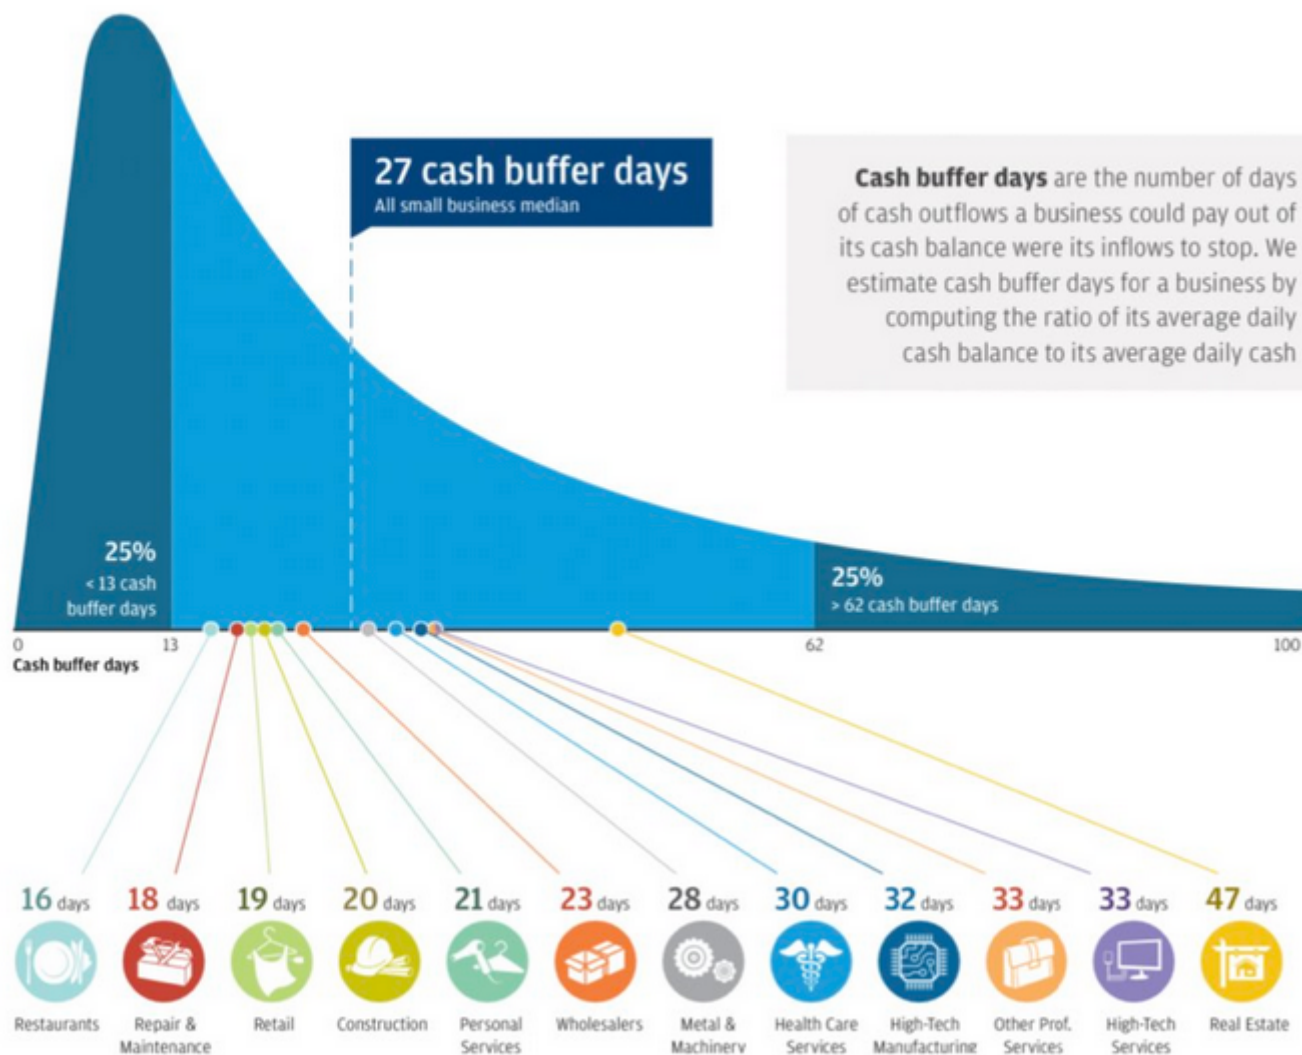 27 cash buffer days
All small business median
Cash buffer days are the number of days
of cash outflows a business could pay out of
its cash balance were its inflows to stop. We
estimate cash buffer days for a business by
computing the ratio of its average daily
cash balance to its average daily cash
25%
< 13 cash
buffer days
25%
> 62 cash buffer days
0 13 62 100
Cash buffer days
16 days 18 days 19 days 20 days 21 days 23 days 28 days 30 days 32 days 33 days 33 days 47 days
Restaurants Repair & Retail Construction Personal Wholesalers Metal & Health Care High-Tech Other Prof. High-Tech Real Estate
Maintenance Services Machinery Services Manufacturing Services Services